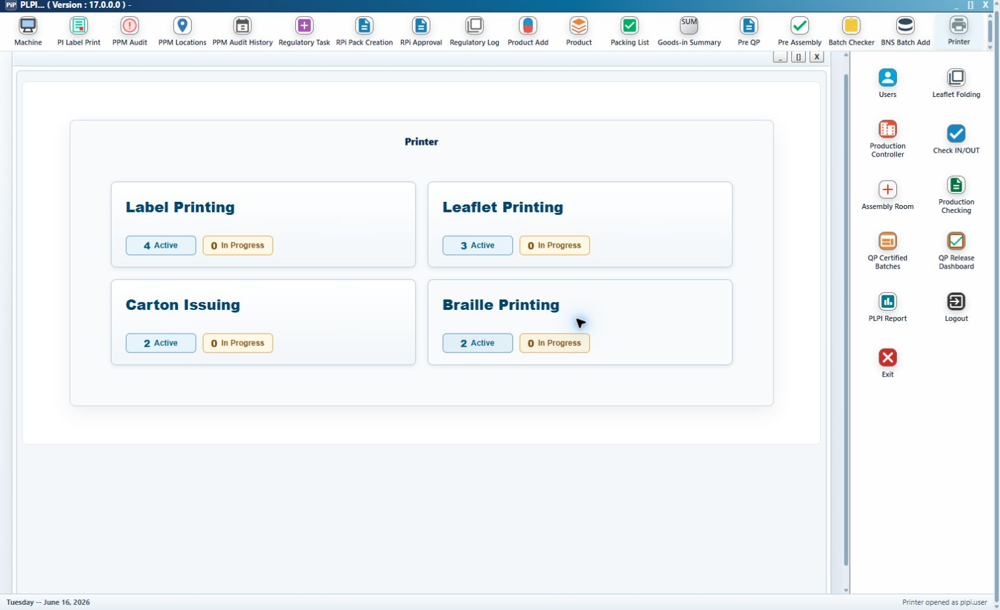 PiP PLPI... ( Version : 17.0.0.0 ) -
_ [] X
Machine
PI Label Print
PPM Audit
PPM Locations
PPM Audit History
Regulatory Task
RPi Pack Creation
RPi Approval
Regulatory Log
Product Add
Product
Packing List
SUM
Goods-in Summary
Pre QP
Pre Assembly
Batch Checker
BNS Batch Add
Printer
_ [] X
Printer
Label Printing
4 Active
0 In Progress
Leaflet Printing
3 Active
0 In Progress
Carton Issuing
2 Active
0 In Progress
Braille Printing
2 Active
0 In Progress
Users
Leaflet Folding
Production
Controller
Check IN/OUT
Assembly Room
Production
Checking
QP Certified
Batches
QP Release
Dashboard
PLPI Report
Logout
Exit
Tuesday -- June 16, 2026
Printer opened as plpi.user